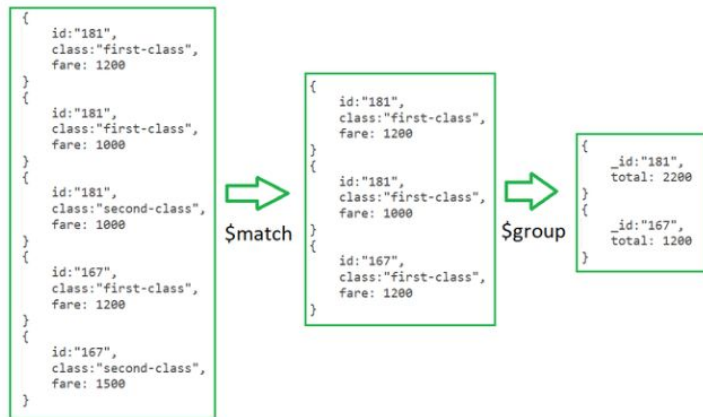 {
id:"181",
class:"first-class",
fare: 1200
}
{
id:"181",
class:"first-class",
fare: 1000
}
{
id:"181",
class:"second-class",
fare: 1000
}
{
id:"167",
class:"first-class",
fare: 1200
}
{
id:"167",
class:"second-class",
fare: 1500
}
$match
{
id:"181",
class:"first-class",
fare: 1200
}
{
id:"181",
class:"first-class",
fare: 1000
}
{
id:"167",
class:"first-class",
fare: 1200
}
$group
{
_id:"181",
total: 2200
}
{
_id:"167",
total: 1200
}